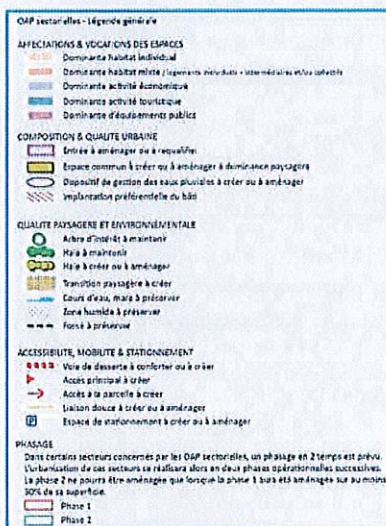 OAP sectorielles - Légende générale
AFFECTATIONS & VOCATIONS DES ESPACES
Dominante habitat individuel
Dominante habitat mixte / logements individuels + intermédiaires et/ou collectifs
Dominante activité économique
Dominante activité touristique
Dominante d'équipements publics
COMPOSITION & QUALITE URBAINE
Entrée à aménager ou à requalifier
Espace commun à créer ou à aménager à dominance paysagère
Dispositif de gestion des eaux pluviales à créer ou à aménager
Implantation préférentielle du bâti
QUALITE PAYSAGERE ET ENVIRONNEMENTALE
Arbre d'intérêt à maintenir
Haie à maintenir
Haie à créer ou à aménager
Transition paysagère à créer
Cours d'eau, mare à préserver
Zone humide à préserver
Fossé à préserver
ACCESSIBILITE, MOBILITE & STATIONNEMENT
Voie de desserte à conforter ou à créer
Accès principal à créer
Accès à la parcelle à créer
Liaison douce à créer ou à aménager
P Espace de stationnement à créer ou à aménager
PHASAGE
Dans certains secteurs concernés par les OAP sectorielles, un phasage en 2 temps est prévu.
L'urbanisation de ces secteurs se réalisera alors en deux phases opérationnelles successives.
La phase 2 ne pourra être aménagée que lorsque la phase 1 aura été aménagée sur au moins
50% de sa superficie.
Phase 1
Phase 2